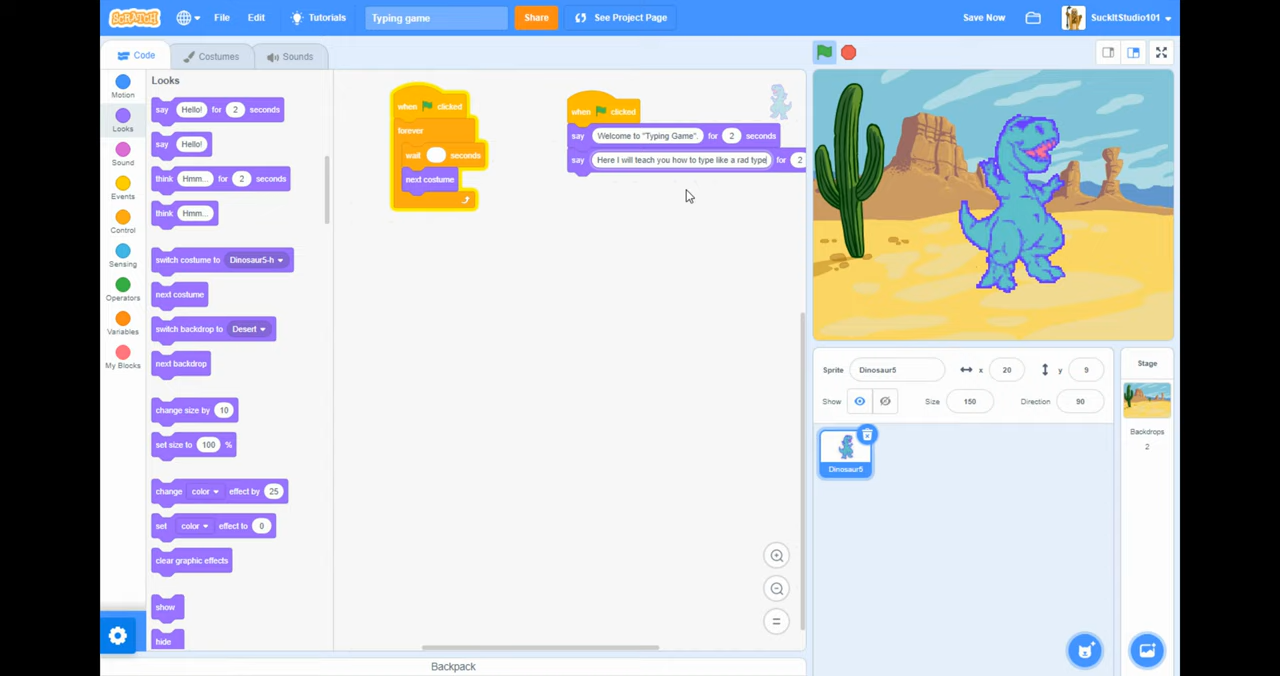 SCRATCH File Edit Tutorials Typing game Share See Project Page Save Now SuckItStudio101
Code Costumes Sounds
Motion
Looks
Sound
Events
Control
Sensing
Operators
Variables
My Blocks
Looks
say Hello! for 2 seconds
say Hello!
think Hmm... for 2 seconds
think Hmm...
switch costume to Dinosaur5-h
next costume
switch backdrop to Desert
next backdrop
change size by 10
set size to 100 %
change color effect by 25
set color effect to 0
clear graphic effects
show
hide
when clicked
forever
wait seconds
next costume
when clicked
say Welcome to "Typing Game". for 2 seconds
say Here I will teach you how to type like a rad type for 2
Backpack
Sprite Dinosaur5 x 20 y 9
Show Size 150 Direction 90
Dinosaur5
Stage
Backdrops
2